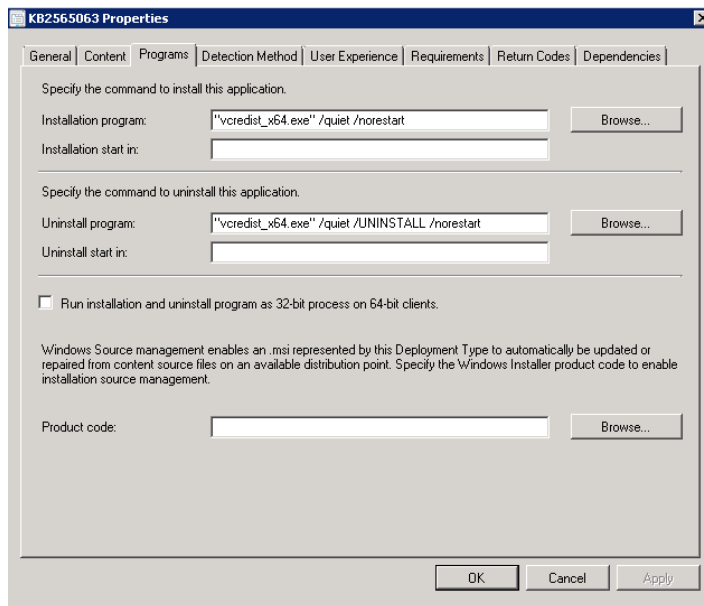 KB2565063 Properties
General Content Programs Detection Method User Experience Requirements Return Codes Dependencies
Specify the command to install this application.
Installation program: "vcredist_x64.exe" /quiet /norestart Browse...
Installation start in:
Specify the command to uninstall this application.
Uninstall program: "vcredist_x64.exe" /quiet /UNINSTALL /norestart Browse...
Uninstall start in:
Run installation and uninstall program as 32-bit process on 64-bit clients.
Windows Source management enables an .msi represented by this Deployment Type to automatically be updated or
repaired from content source files on an available distribution point. Specify the Windows Installer product code to enable
installation source management.
Product code: Browse...
OK Cancel Apply